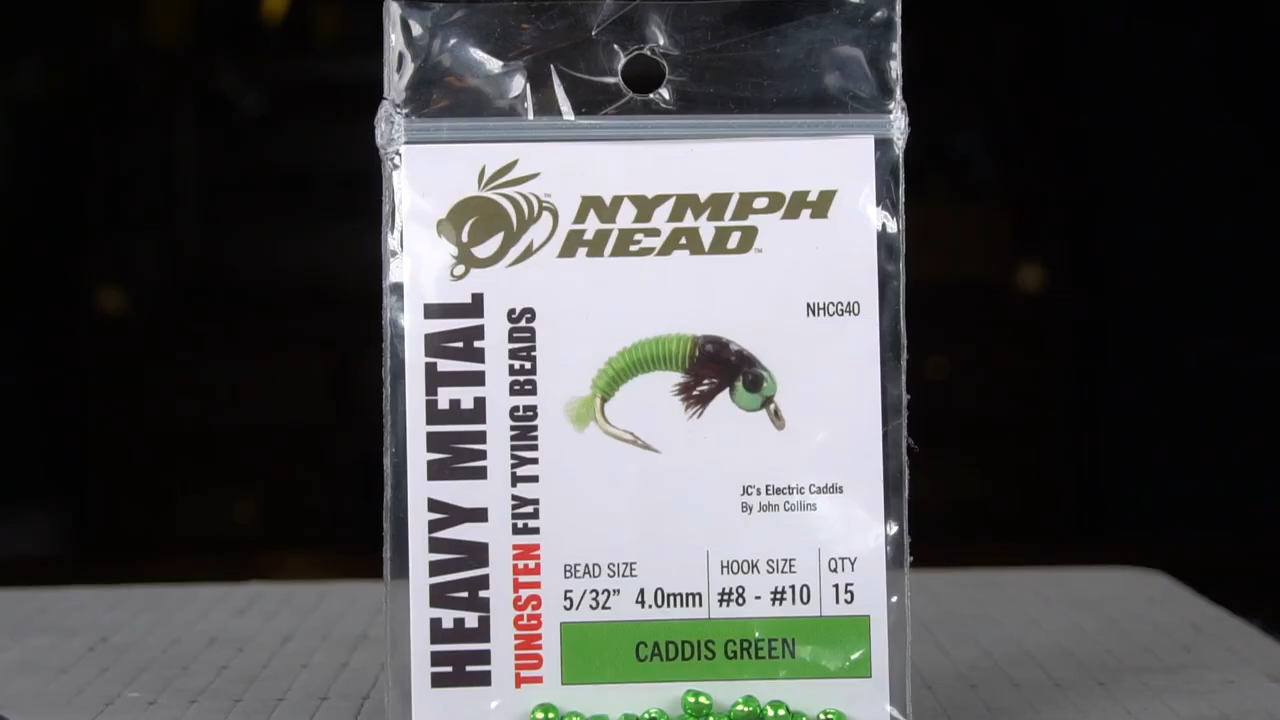 NYMPH
HEAD™
HEAVY METAL
TUNGSTEN FLY TYING BEADS
NHCG40
JC's Electric Caddis
By John Collins
BEAD SIZE
5/32” 4.0mm
HOOK SIZE
#8 - #10
QTY
15
CADDIS GREEN